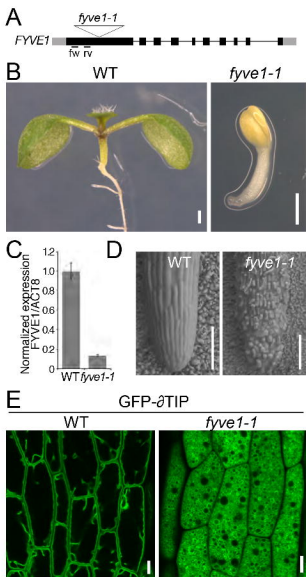 A
fyve1-1
FYVE1
fw rv
B
WT
fyve1-1
C
Normalized expression
FYVE1/ACT8
1.2
1.0
0.8
0.6
0.4
0.2
0
WT fyve1-1
D
WT
fyve1-1
E
GFP-∂TIP
WT
fyve1-1